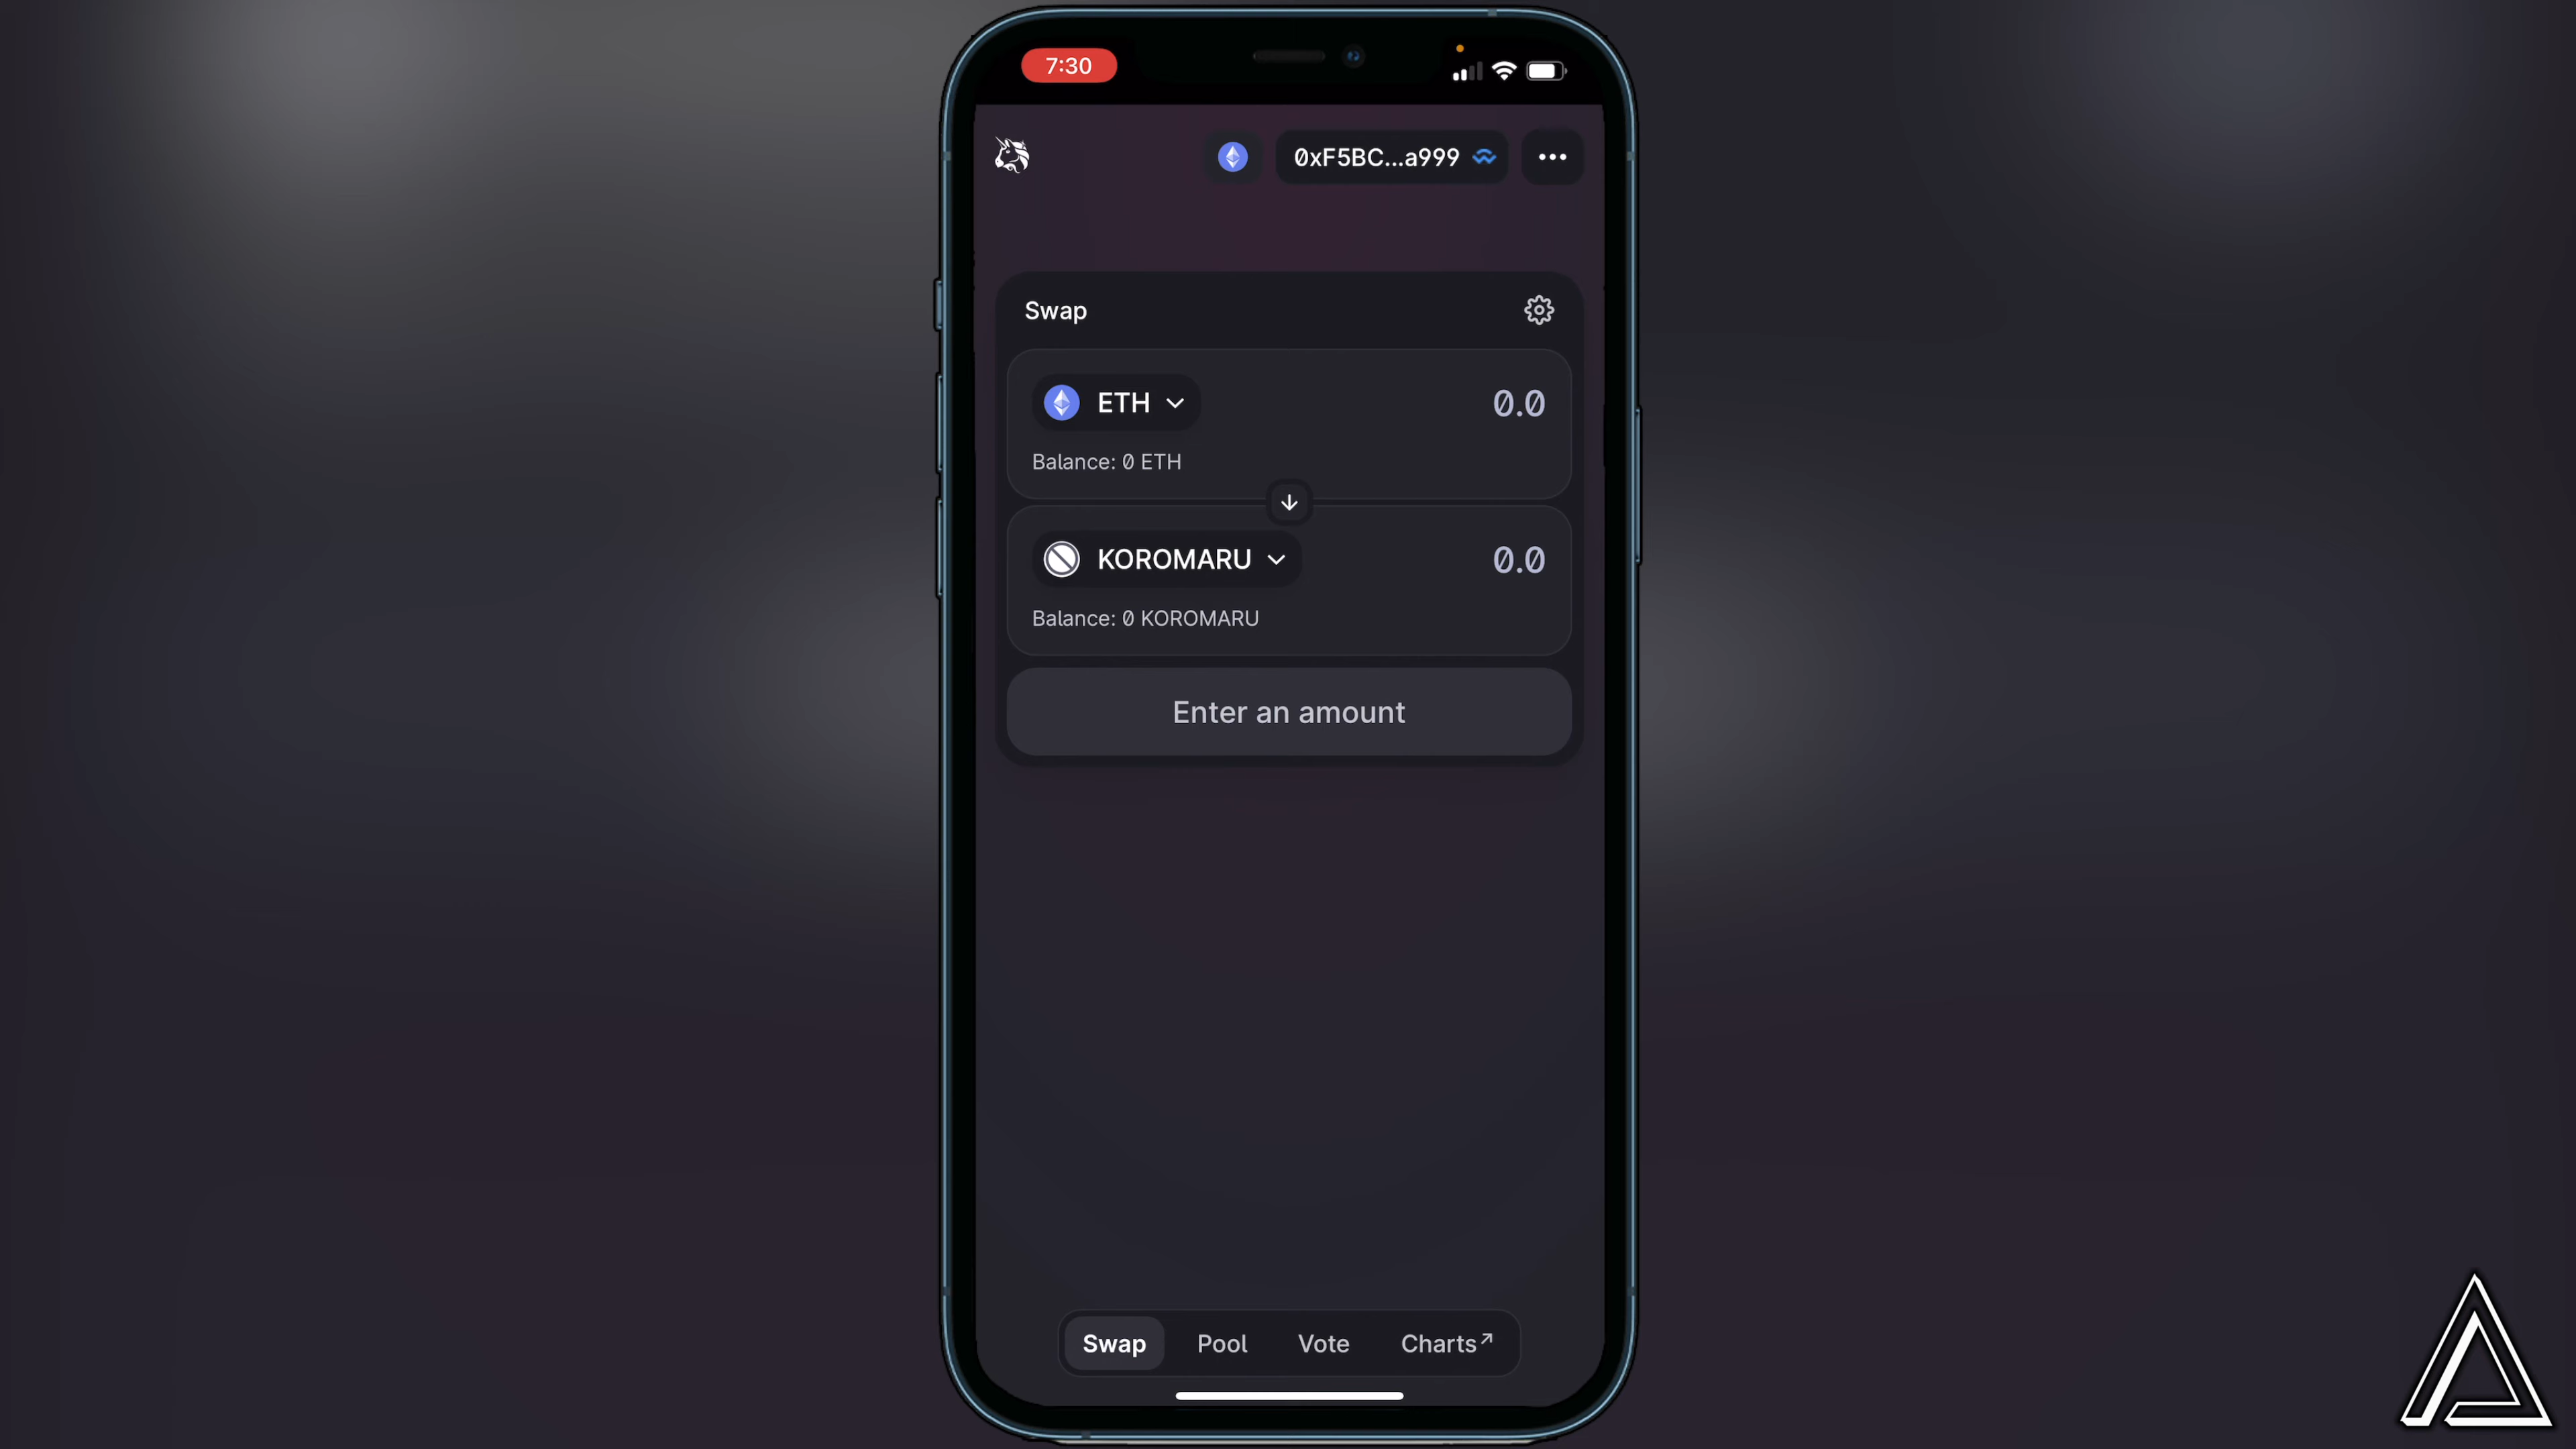 7:30
0xF5BC...a999
Swap
ETH 0.0
Balance: 0 ETH
KOROMARU 0.0
Balance: 0 KOROMARU
Enter an amount
Swap Pool Vote Charts↗